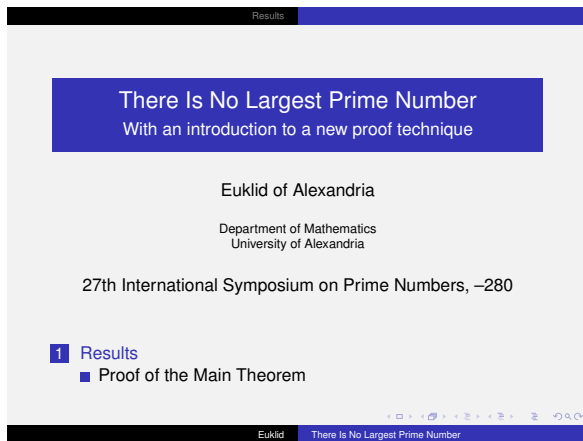 Results
There Is No Largest Prime Number
With an introduction to a new proof technique
Euklid of Alexandria
Department of Mathematics
University of Alexandria
27th International Symposium on Prime Numbers, –280
1 Results
Proof of the Main Theorem
Euklid There Is No Largest Prime Number